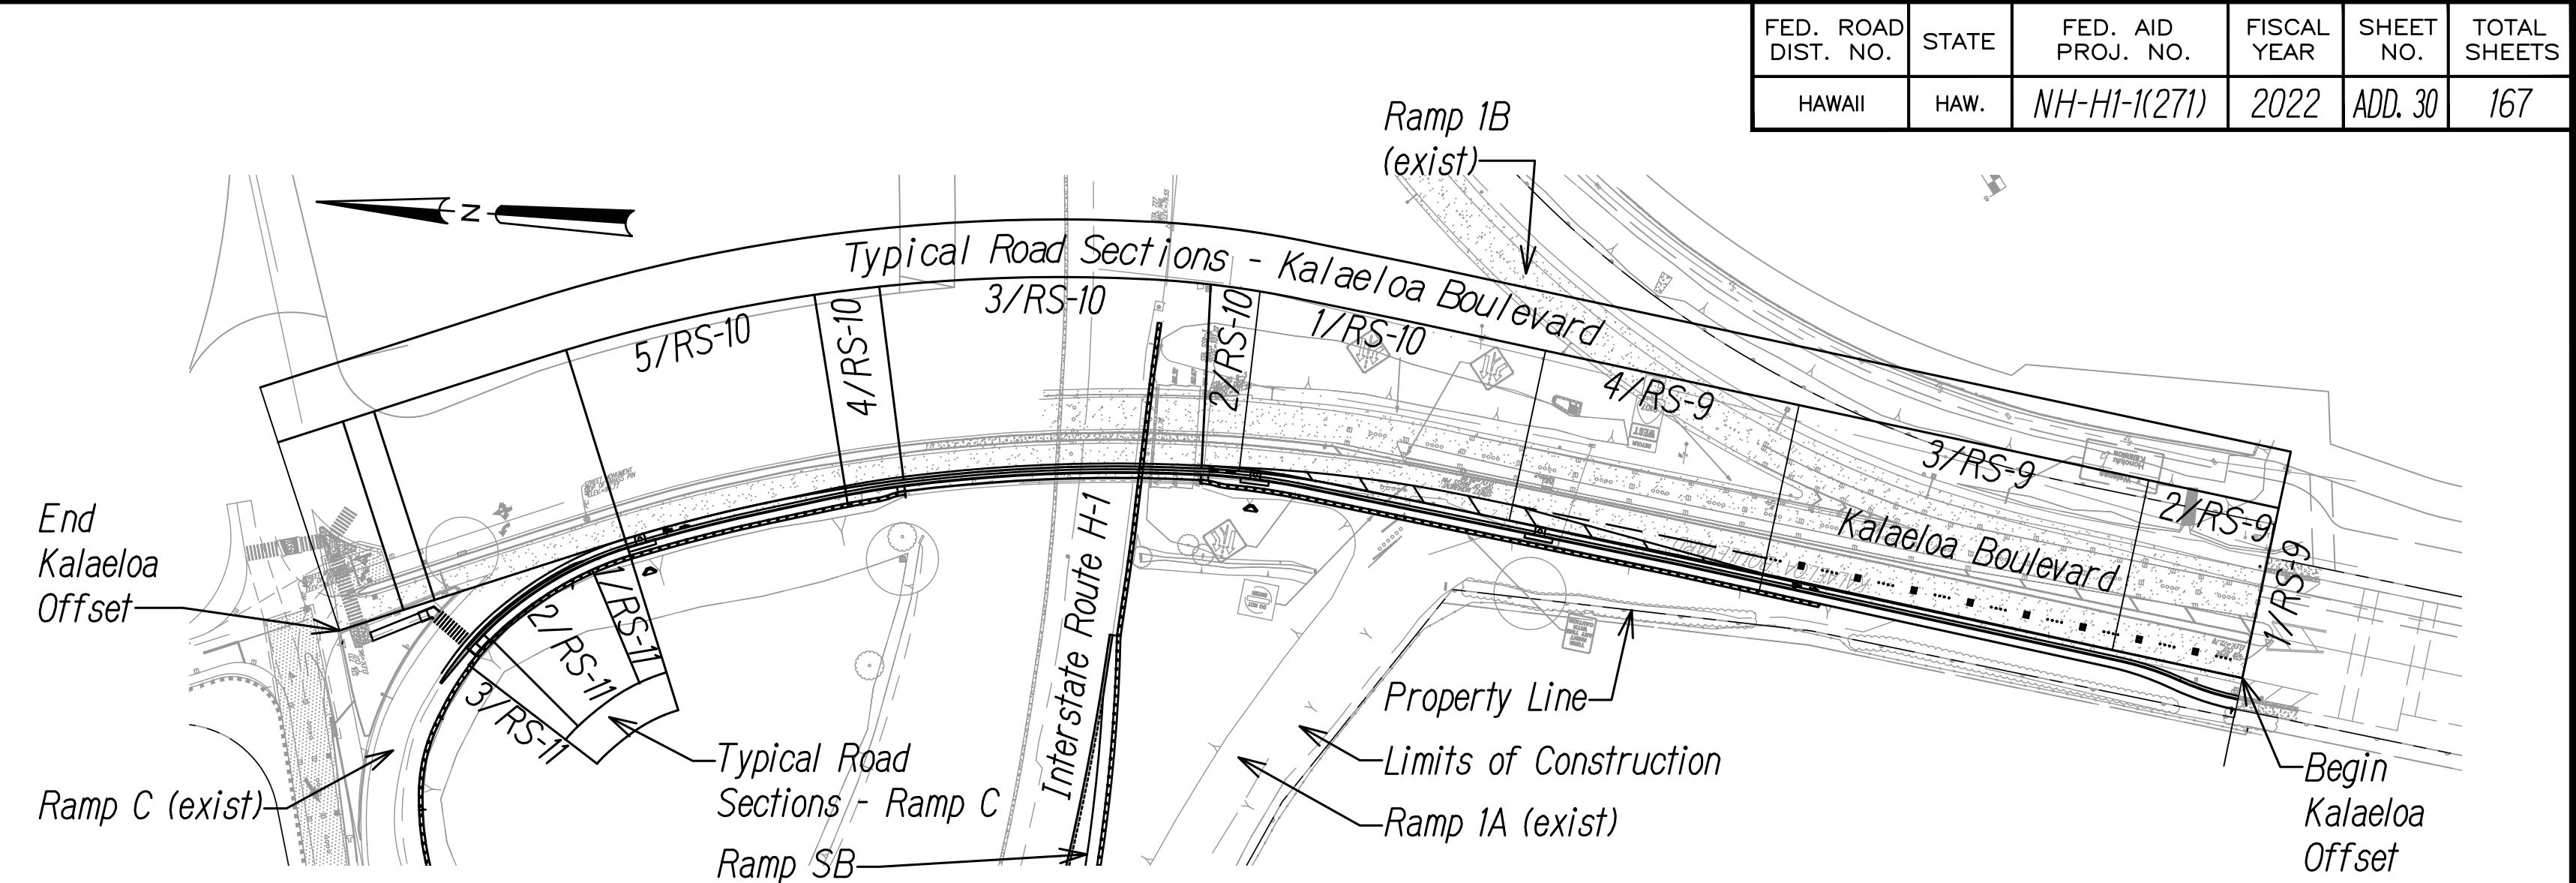 FED. ROAD DIST. NO.
STATE
FED. AID PROJ. NO.
FISCAL YEAR
SHEET NO.
TOTAL SHEETS
HAWAII
HAW.
NH-H1-1(271)
2022
ADD. 30
167
Ramp 1B
(exist)
N
Typical Road Sections - Kalaeloa Boulevard
5/RS-10
4/RS-10
3/RS-10
2/RS-10
1/RS-10
4/RS-9
3/RS-9
2/RS-9
1/RS-9
Kalaeloa Boulevard
End
Kalaeloa
Offset
1/RS-11
2/RS-11
3/RS-11
Interstate Route H-1
Property Line
Limits of Construction
Ramp 1A (exist)
Typical Road
Sections - Ramp C
Ramp C (exist)
Ramp SB
Begin
Kalaeloa
Offset
WEST